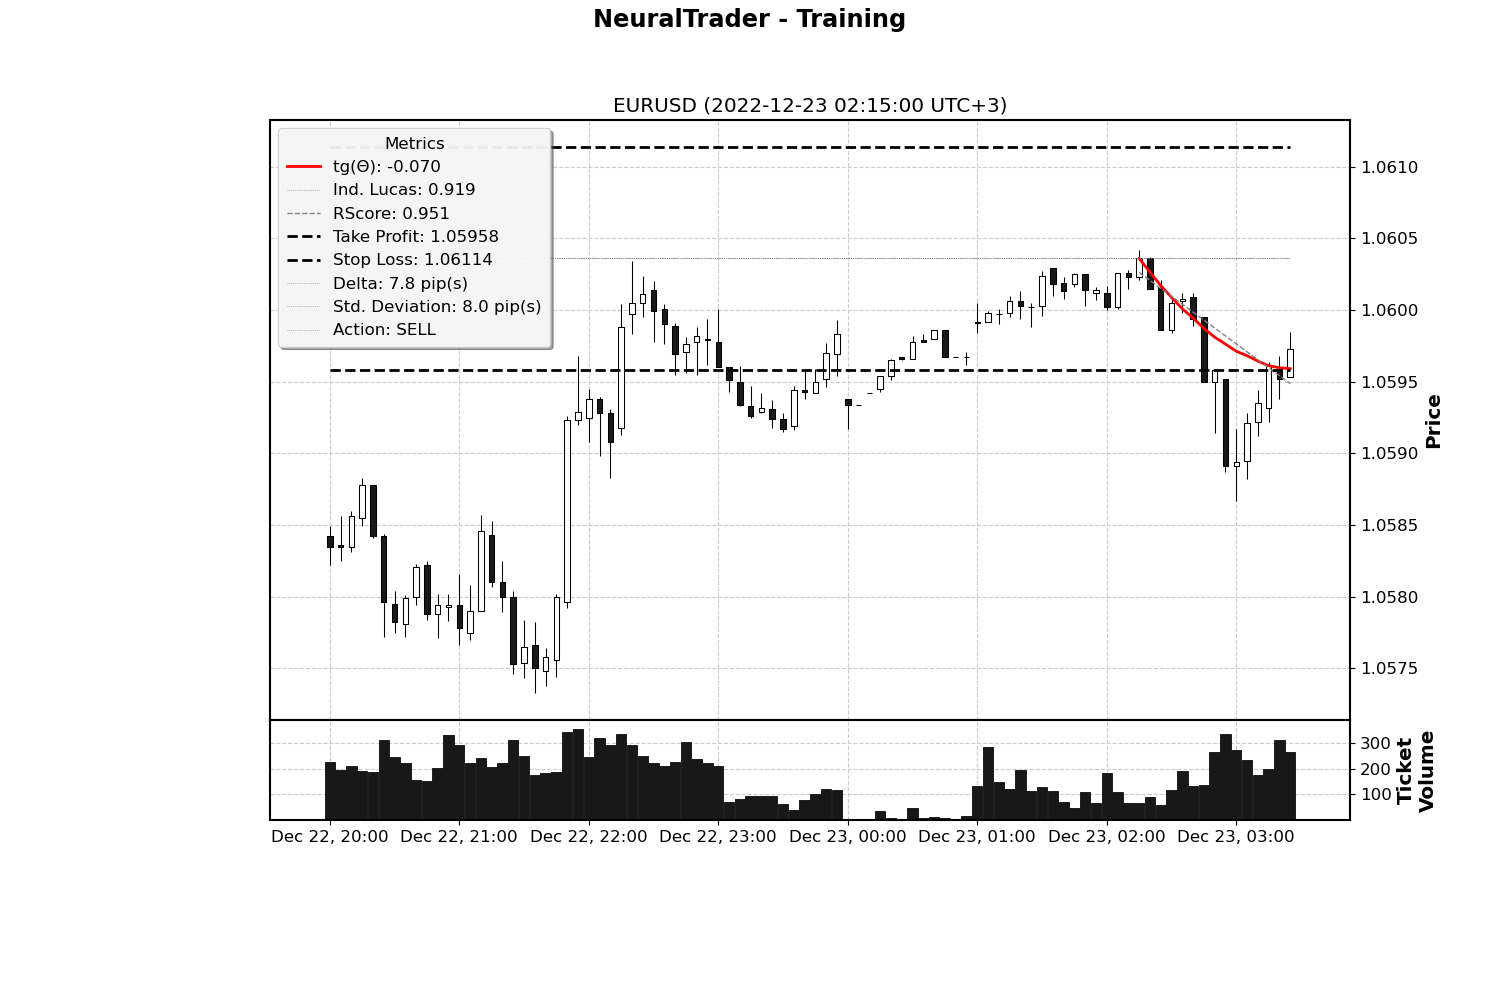 NeuralTrader - Training
EURUSD (2022-12-23 02:15:00 UTC+3)
Metrics
tg(Θ): -0.070
Ind. Lucas: 0.919
RScore: 0.951
Take Profit: 1.05958
Stop Loss: 1.06114
Delta: 7.8 pip(s)
Std. Deviation: 8.0 pip(s)
Action: SELL
1.0610
1.0605
1.0600
1.0595
1.0590
1.0585
1.0580
1.0575
Price
300
200
100
Ticket
Volume
Dec 22, 20:00 Dec 22, 21:00 Dec 22, 22:00 Dec 22, 23:00 Dec 23, 00:00 Dec 23, 01:00 Dec 23, 02:00 Dec 23, 03:00